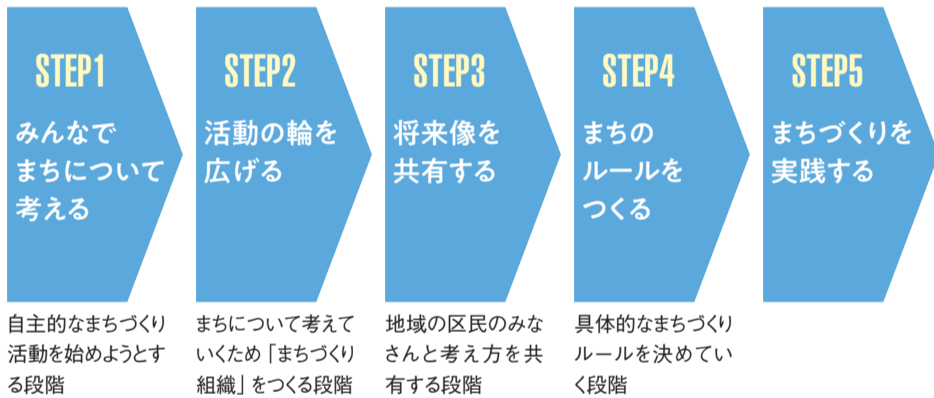 STEP1
みんなで
まちについて
考える
自主的なまちづくり
活動を始めようとす
る段階
STEP2
活動の輪を
広げる
まちについて考えて
いくため「まちづくり
組織」をつくる段階
STEP3
将来像を
共有する
地域の区民のみな
さんと考え方を共
有する段階
STEP4
まちの
ルールを
つくる
具体的なまちづくり
ルールを決めてい
く段階
STEP5
まちづくりを
実践する